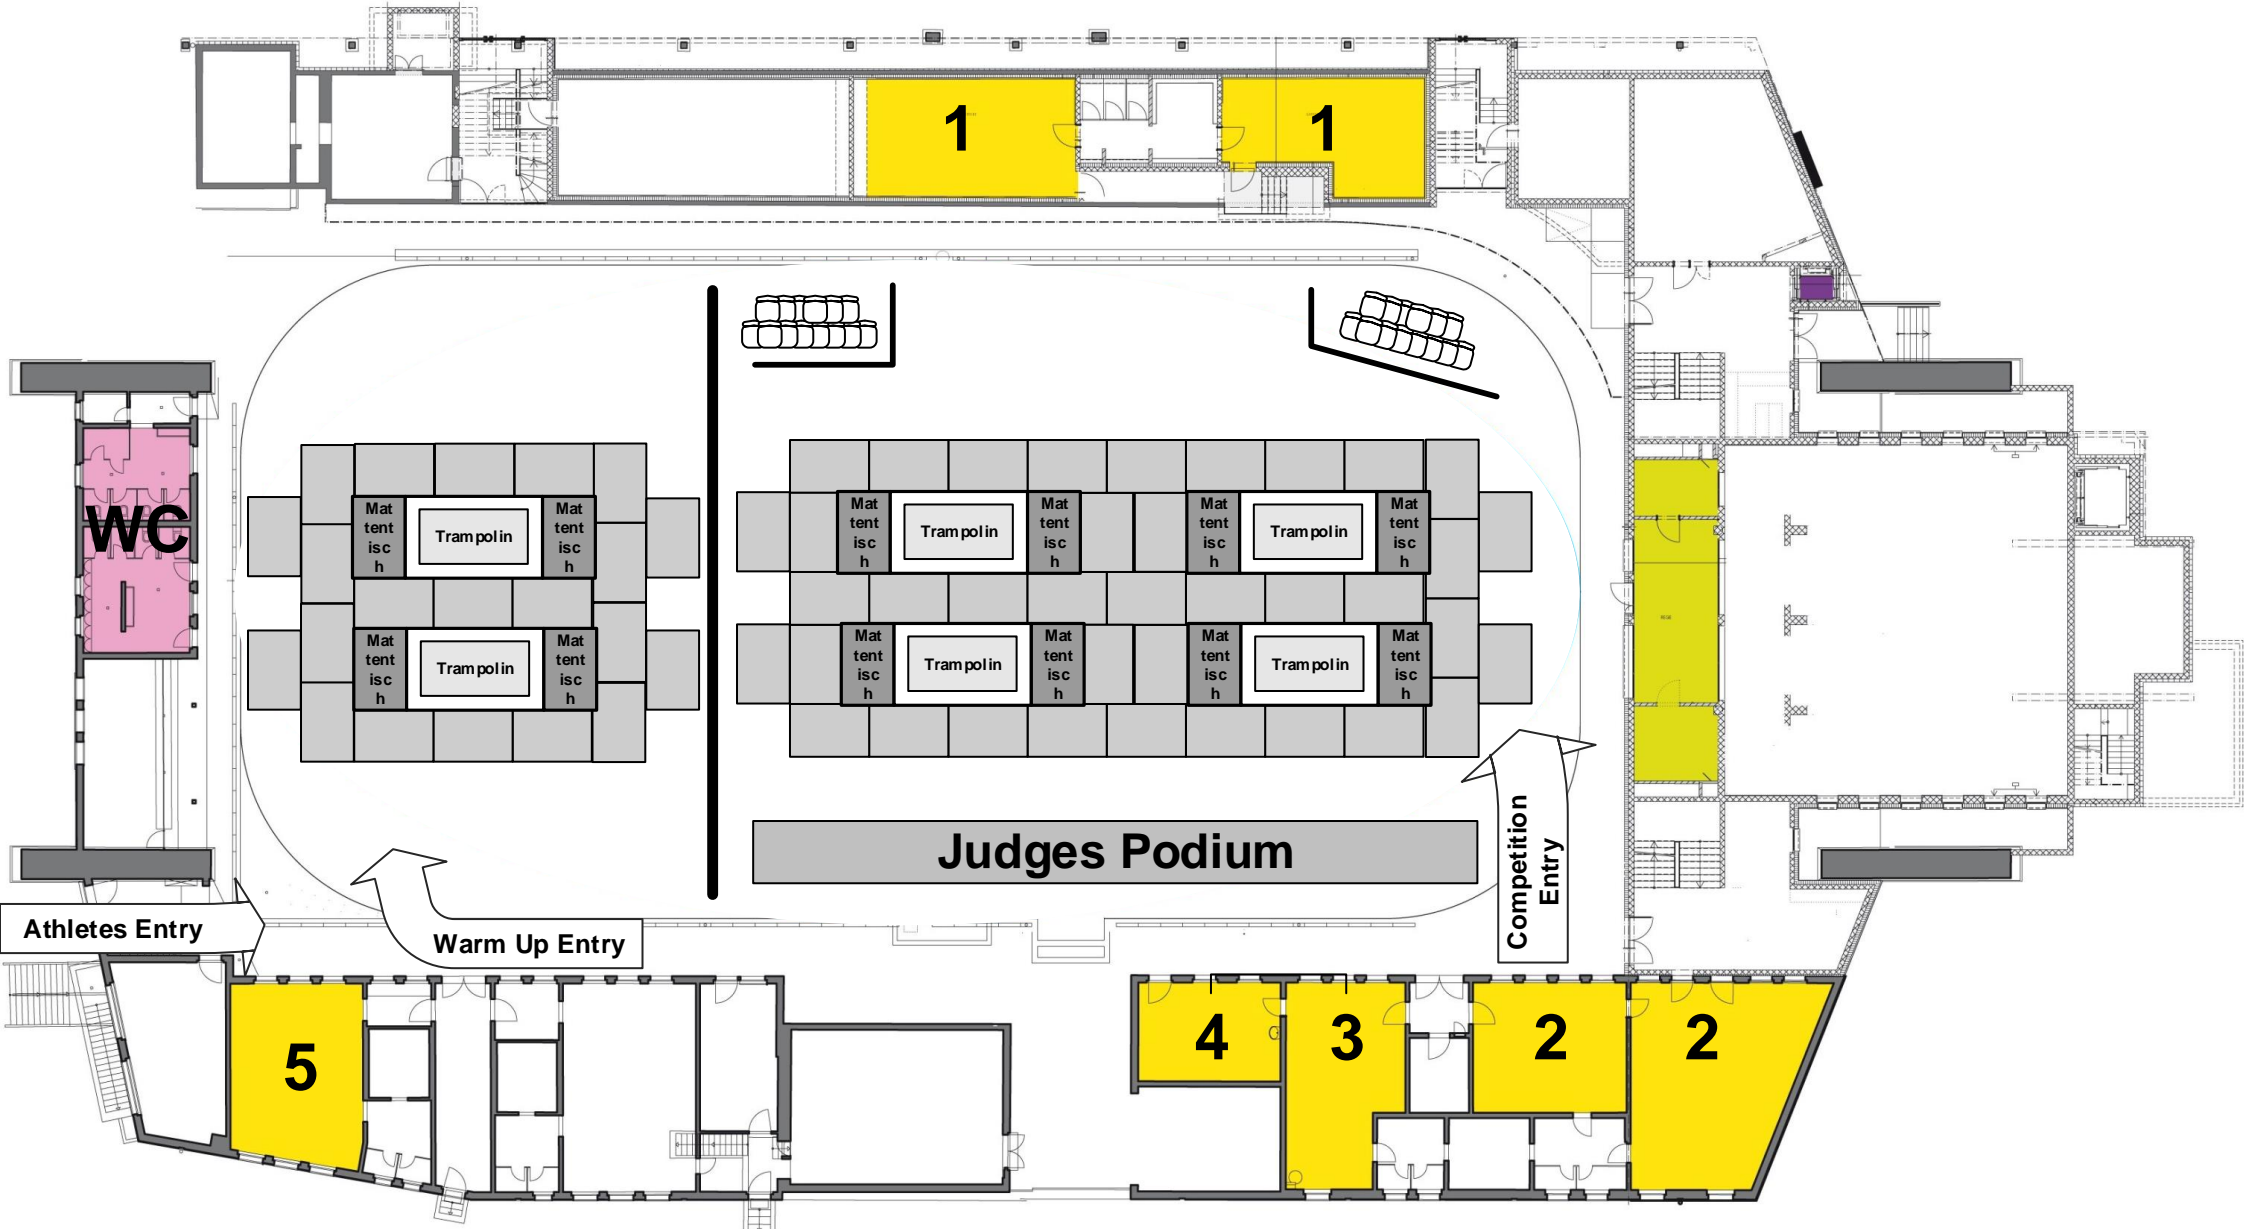 1
1
Mat
tent
isc
h
Trampolin
Mat
tent
isc
h
Mat
tent
isc
h
Trampolin
Mat
tent
isc
h
Mat
tent
isc
h
Trampolin
Mat
tent
isc
h
WC
Mat
tent
isc
h
Trampolin
Mat
tent
isc
h
Mat
tent
isc
h
Trampolin
Mat
tent
isc
h
Mat
tent
isc
h
Trampolin
Mat
tent
isc
h
Judges Podium
Competition
Entry
Athletes Entry
Warm Up Entry
5
4
3
2
2